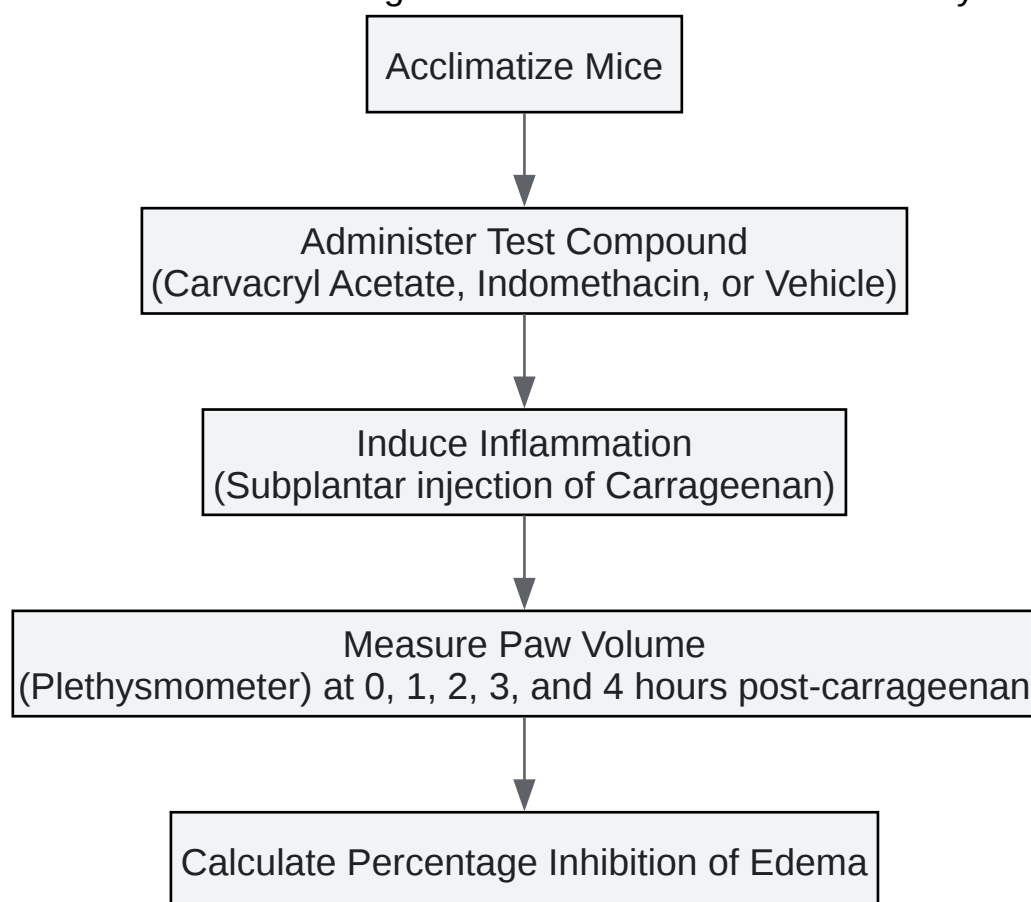 Acclimatize Mice
Administer Test Compound
(Carvacryl Acetate, Indomethacin, or Vehicle)
Induce Inflammation
(Subplantar injection of Carrageenan)
Measure Paw Volume
(Plethysmometer) at 0, 1, 2, 3, and 4 hours post-carrageenan
Calculate Percentage Inhibition of Edema